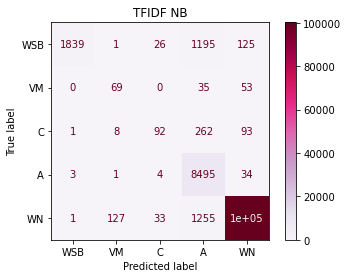 TFIDF NB
WSB 1839 1 26 1195 125
VM 0 69 0 35 53
C 1 8 92 262 93
A 3 1 4 8495 34
WN 1 127 33 1255 1e+05
WSB VM C A WN
Predicted label
True label
100000
80000
60000
40000
20000
0